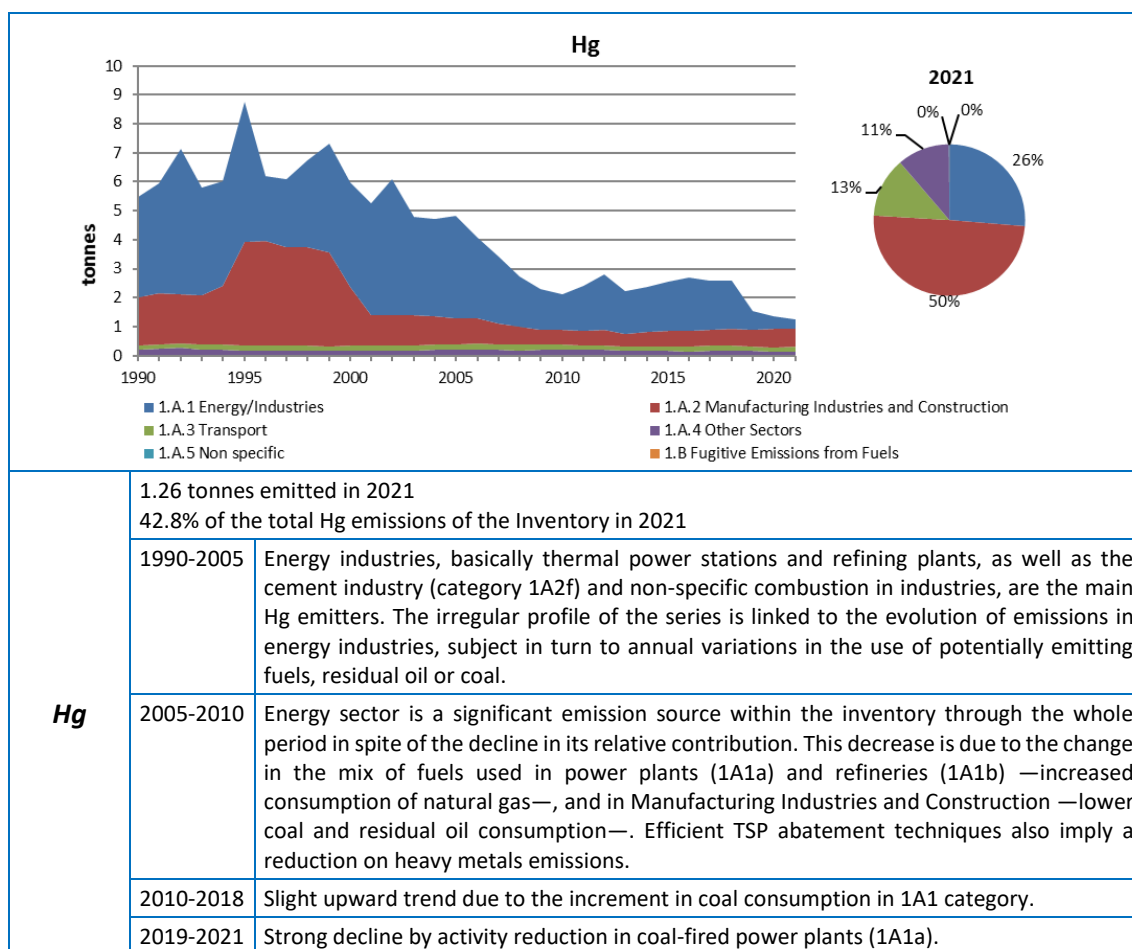 Hg
10
9
8
7
6
5
4
3
2
1
0
tonnes
1990 1995 2000 2005 2010 2015 2020
2021
0% 0%
11%
26%
13%
50%
1.A.1 Energy/Industries
1.A.2 Manufacturing Industries and Construction
1.A.3 Transport
1.A.4 Other Sectors
1.A.5 Non specific
1.B Fugitive Emissions from Fuels
Hg
1.26 tonnes emitted in 2021
42.8% of the total Hg emissions of the Inventory in 2021
1990-2005 Energy industries, basically thermal power stations and refining plants, as well as the
cement industry (category 1A2f) and non-specific combustion in industries, are the main
Hg emitters. The irregular profile of the series is linked to the evolution of emissions in
energy industries, subject in turn to annual variations in the use of potentially emitting
fuels, residual oil or coal.
2005-2010 Energy sector is a significant emission source within the inventory through the whole
period in spite of the decline in its relative contribution. This decrease is due to the change
in the mix of fuels used in power plants (1A1a) and refineries (1A1b) —increased
consumption of natural gas—, and in Manufacturing Industries and Construction —lower
coal and residual oil consumption—. Efficient TSP abatement techniques also imply a
reduction on heavy metals emissions.
2010-2018 Slight upward trend due to the increment in coal consumption in 1A1 category.
2019-2021 Strong decline by activity reduction in coal-fired power plants (1A1a).